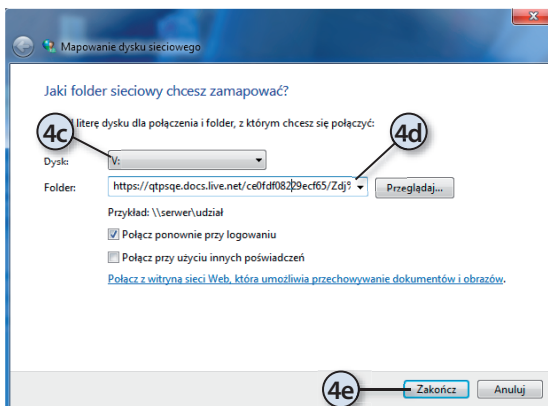 Mapowanie dysku sieciowego
Jaki folder sieciowy chcesz zamapować?
literę dysku dla połączenia i folder, z którym chcesz się połączyć:
4c
4d
Dysk: V:
Folder: https://qtpsqe.docs.live.net/ce0fdf08229ecf65/Zdj% Przeglądaj...
Przykład: \\serwer\udział
Połącz ponownie przy logowaniu
Połącz przy użyciu innych poświadczeń
Połącz z witryną sieci Web, która umożliwia przechowywanie dokumentów i obrazów.
4e
Zakończ Anuluj